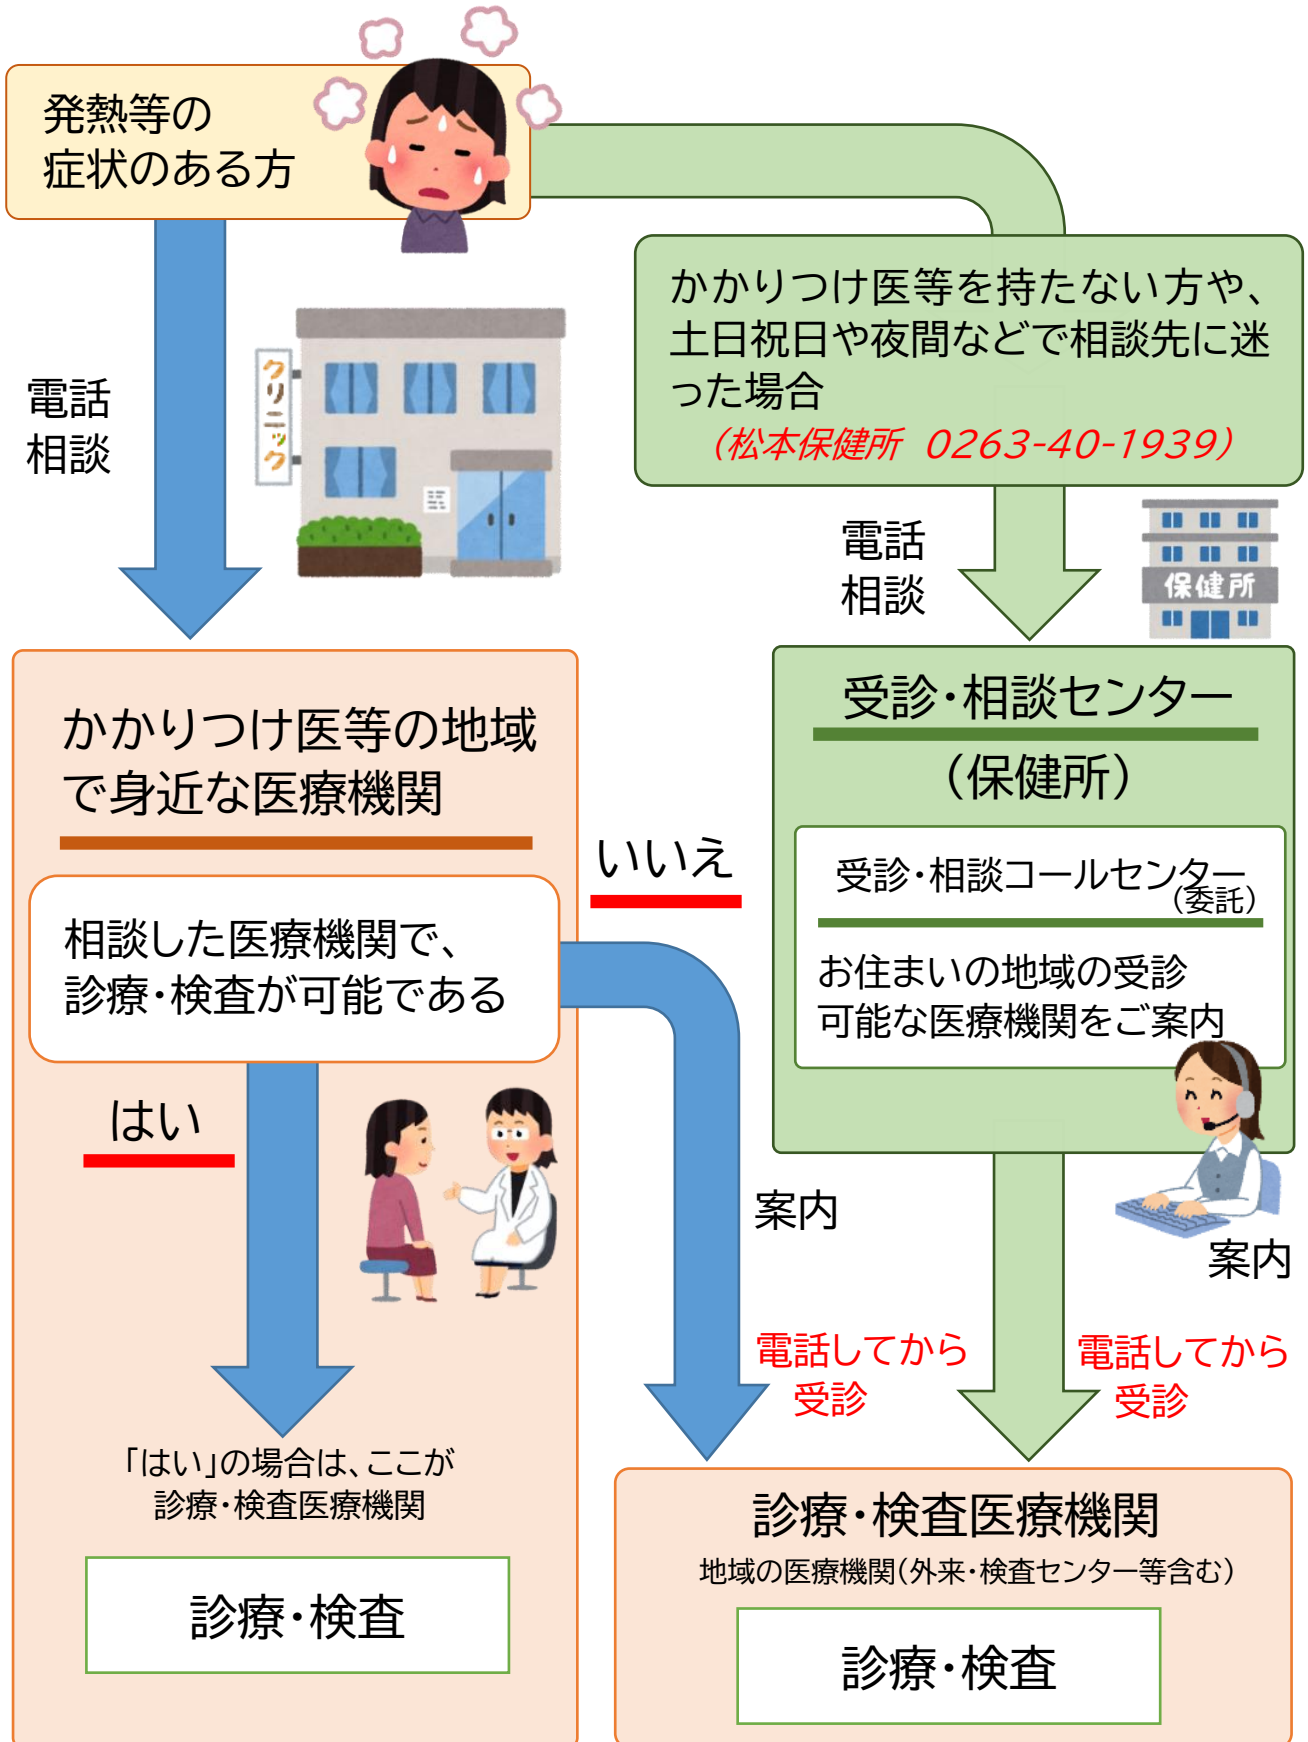 発熱等の
症状のある方
電話
相談
クリニック
かかりつけ医等を持たない方や、
土日祝日や夜間などで相談先に迷
った場合
（松本保健所　0263-40-1939）
電話
相談
保健所
かかりつけ医等の地域
で身近な医療機関
相談した医療機関で、
診療・検査が可能である
いいえ
はい
受診・相談センター
（保健所）
受診・相談コールセンター
（委託）
お住まいの地域の受診
可能な医療機関をご案内
案内
案内
電話してから
受診
電話してから
受診
「はい」の場合は、ここが
診療・検査医療機関
診療・検査
診療・検査医療機関
地域の医療機関（外来・検査センター等含む）
診療・検査